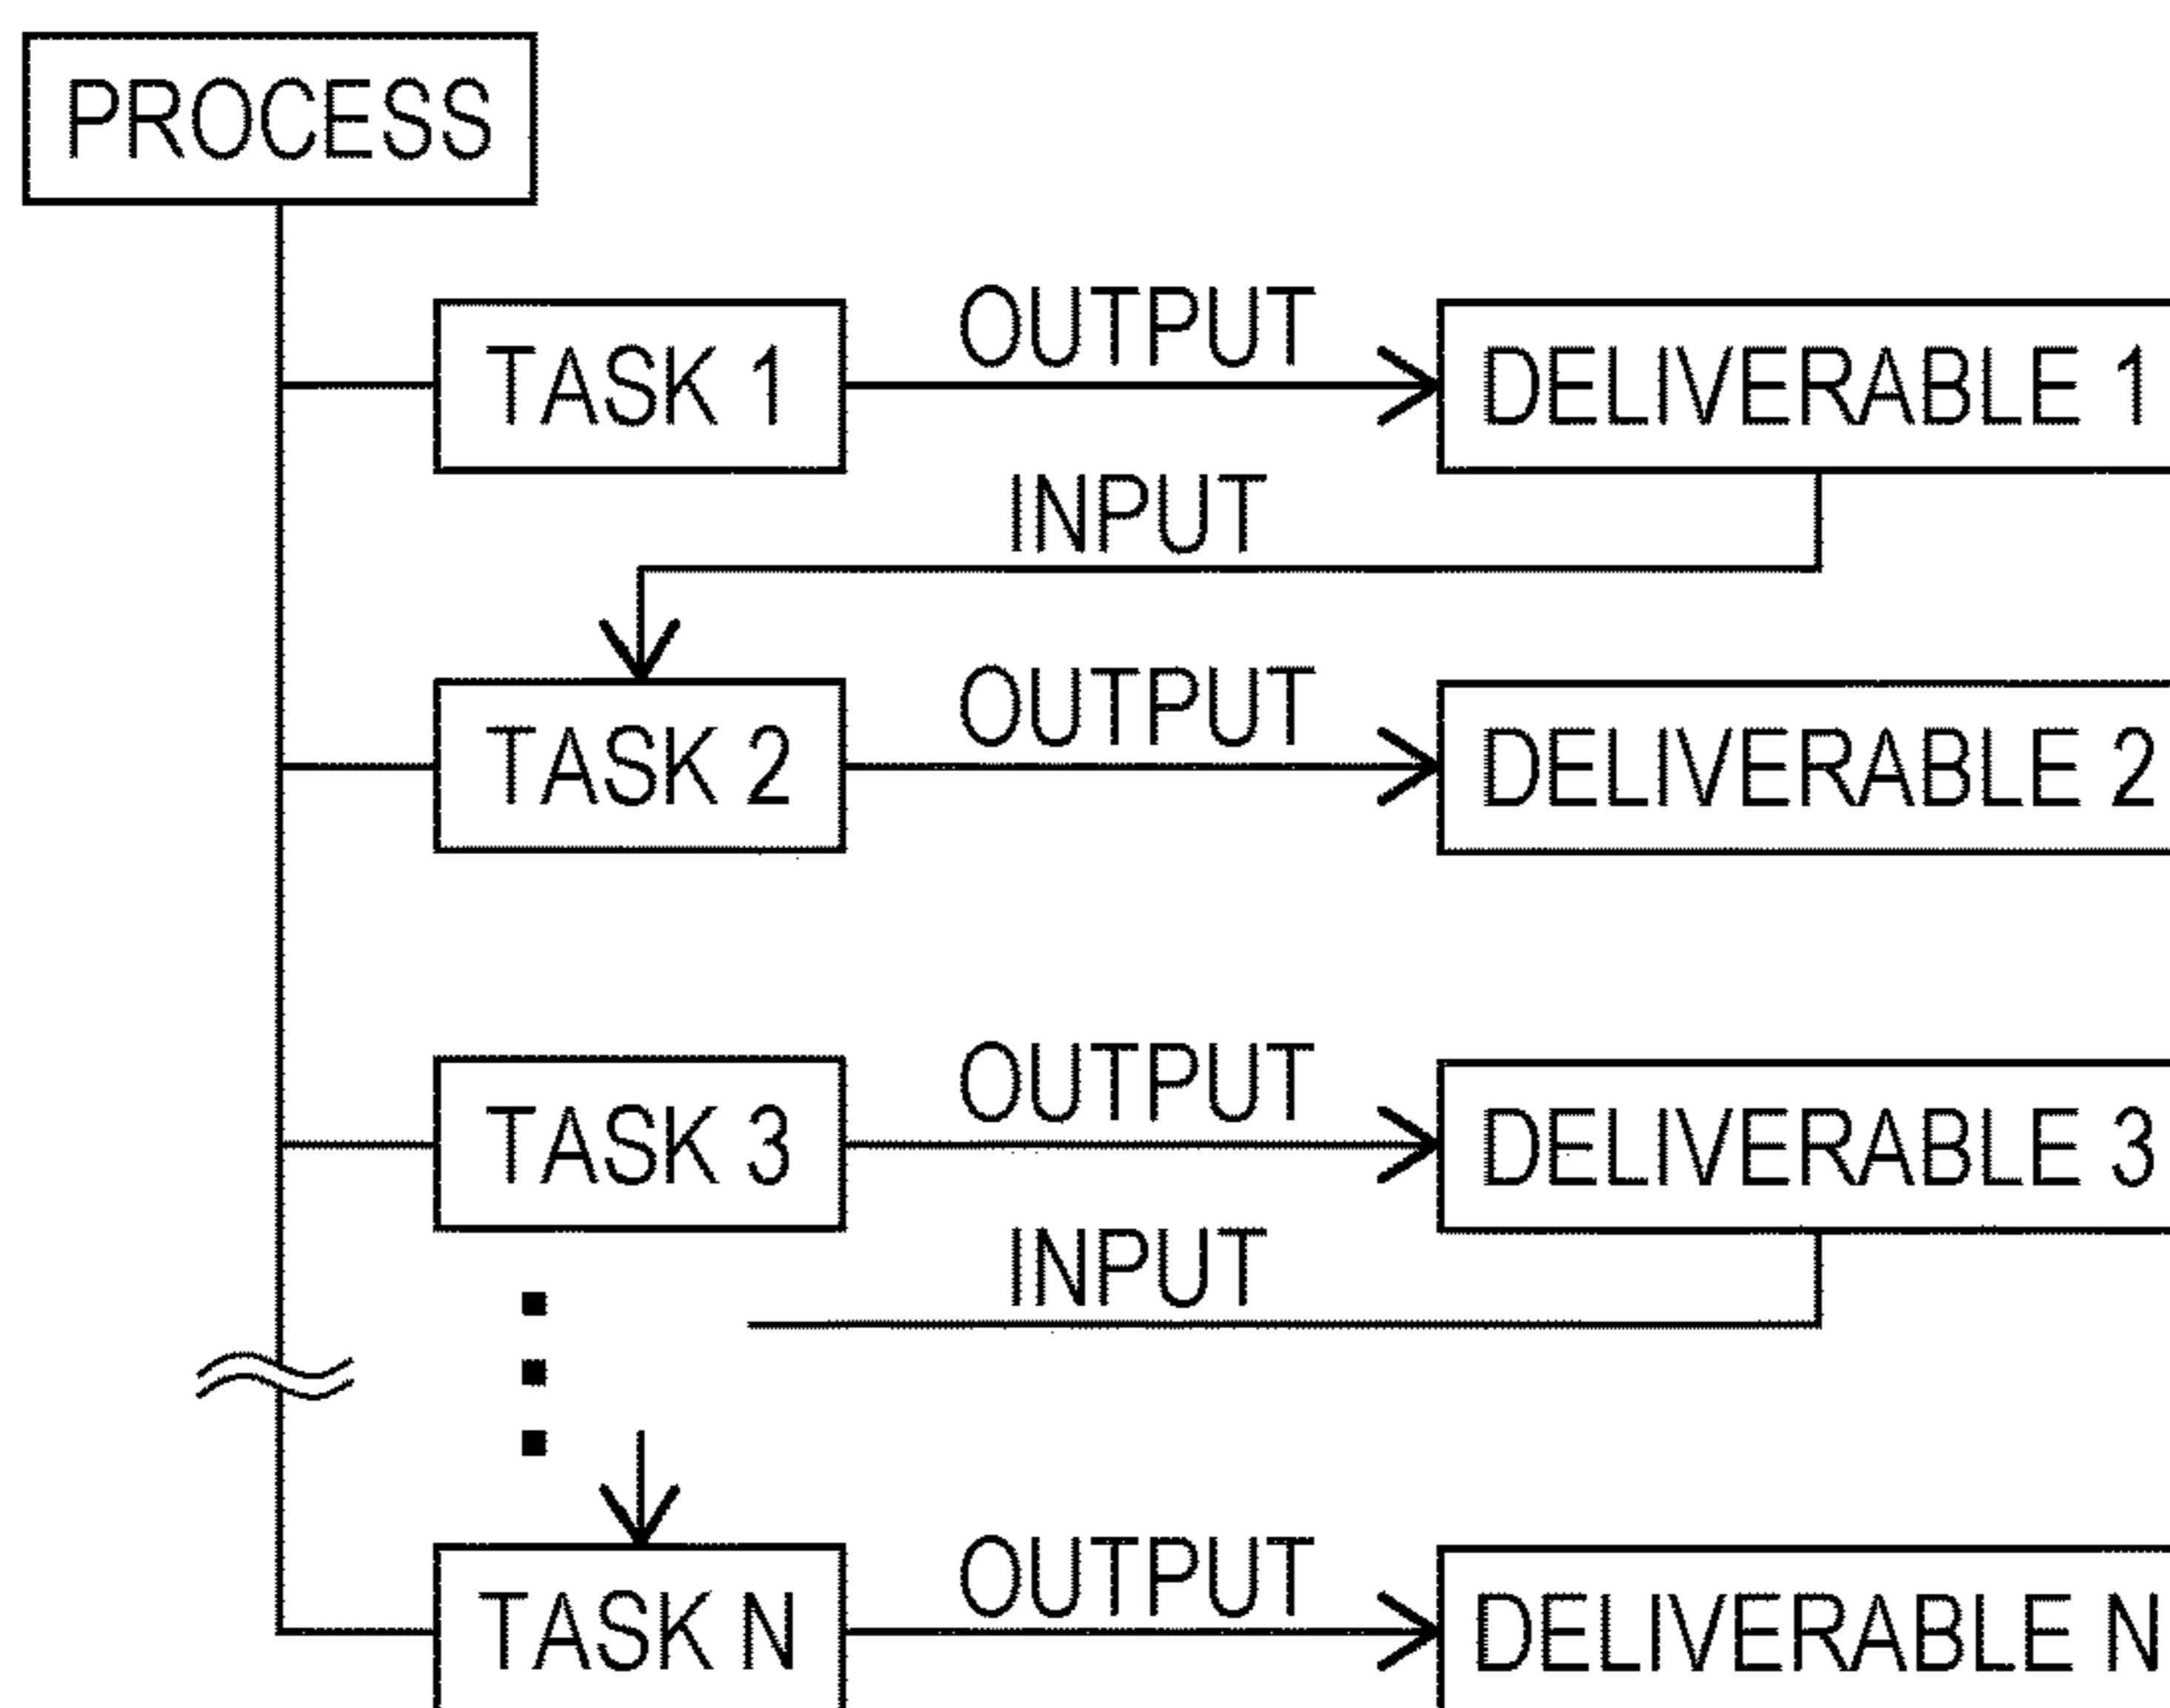 PROCESS
OUTPUT
TASK 1
DELIVERABLE 1
INPUT
OUTPUT
TASK 2
DELIVERABLE 2
OUTPUT
TASK 3
DELIVERABLE 3
INPUT
OUTPUT
TASK N
DELIVERABLE N